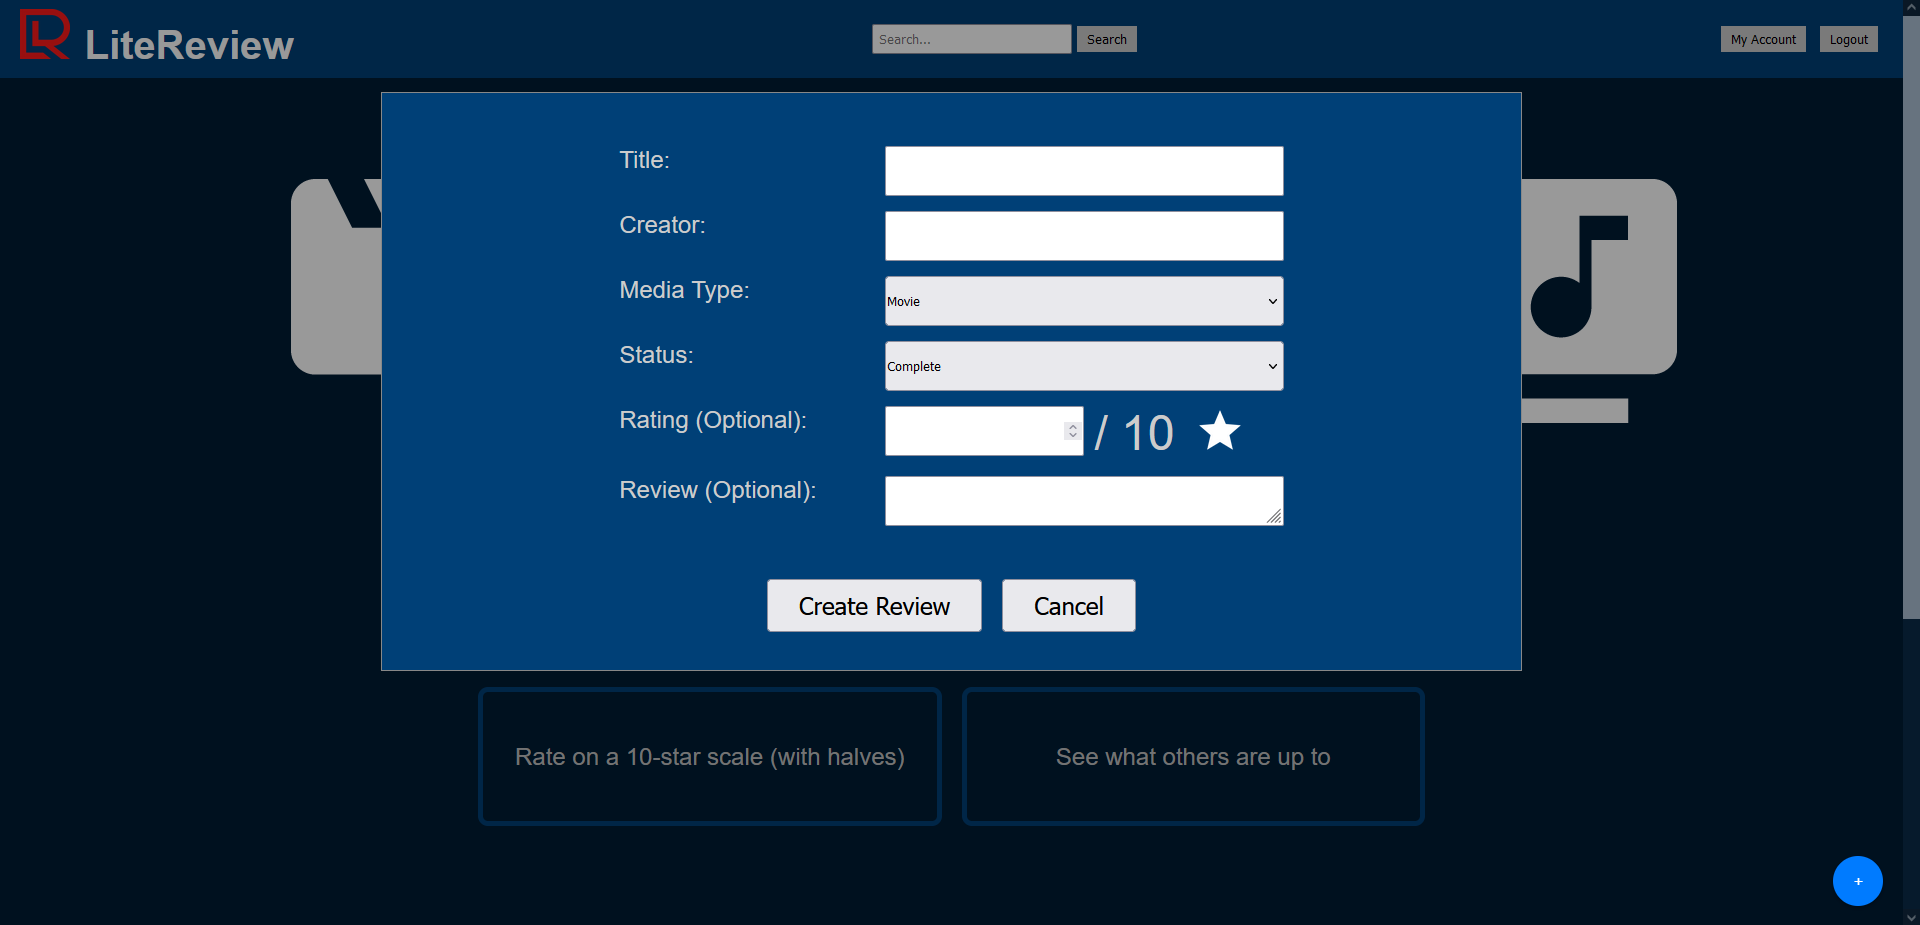 LiteReview
Search...
Search
My Account
Logout
Title:
Creator:
Media Type:
Movie
Status:
Complete
Rating (Optional):
/ 10
Review (Optional):
Create Review
Cancel
Rate on a 10-star scale (with halves)
See what others are up to
+